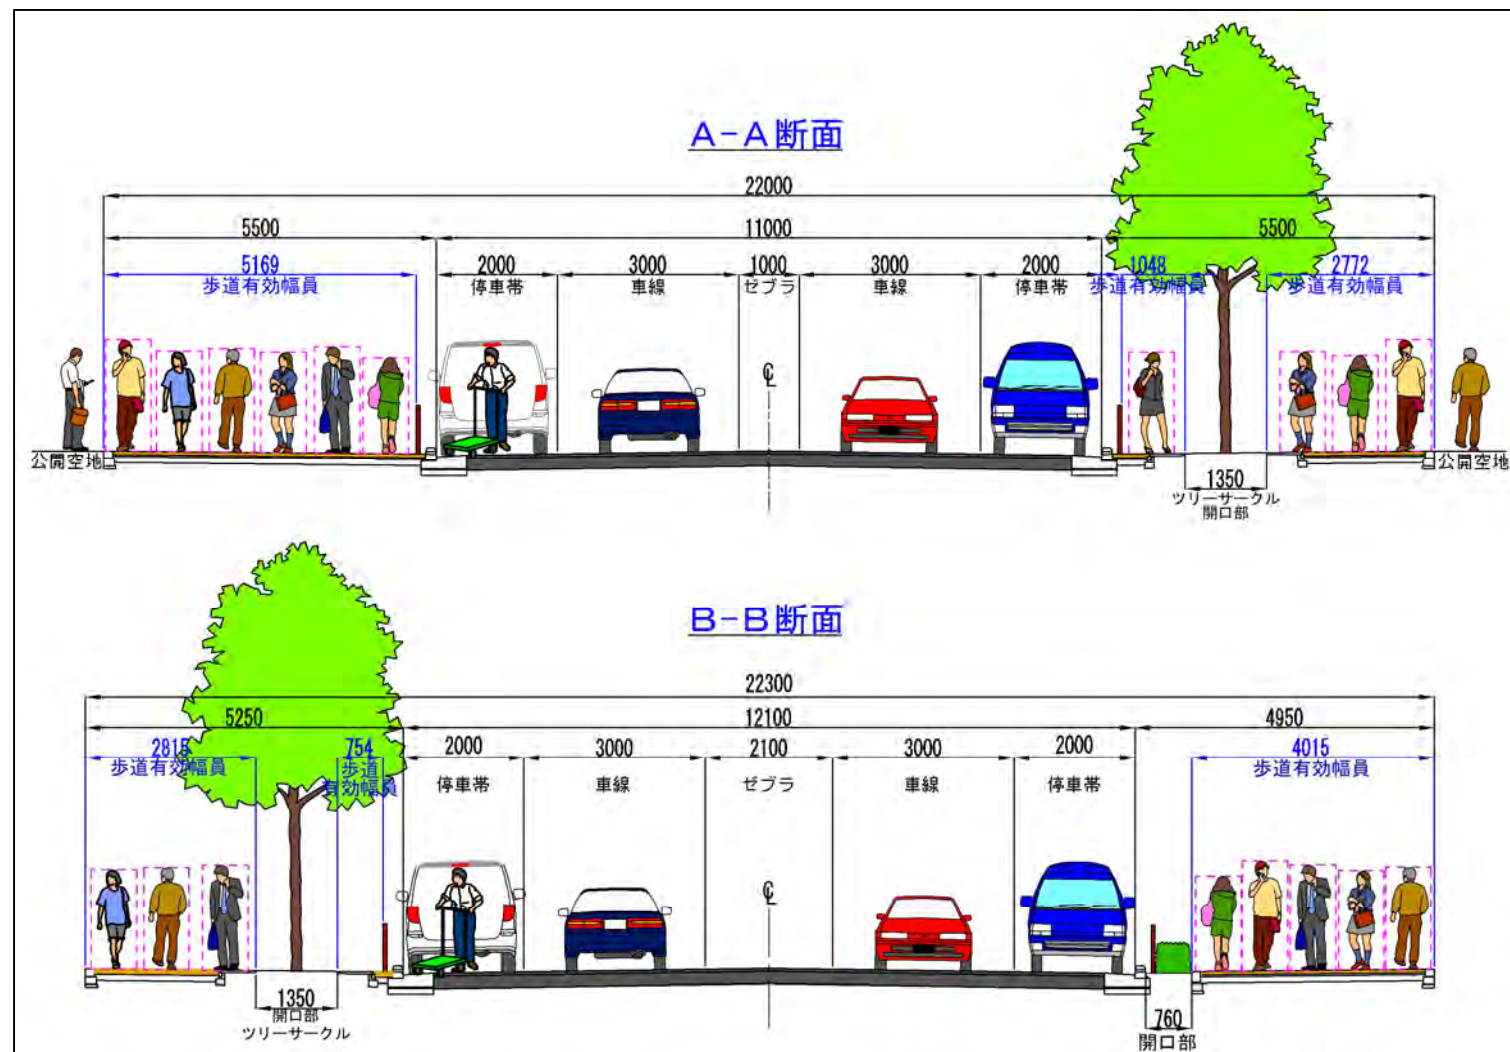 A-A断面
22000
5500 11000 5500
5169 2000 3000 1000 3000 2000 1048 2772
歩道有効幅員 停車帯 車線 ゼブラ 車線 停車帯 歩道有効幅員 歩道有効幅員
公開空地 公開空地
1350
ツリーサークル
開口部
B-B断面
22300
5250 12100 4950
2815 754 2000 3000 2100 3000 2000 4015
歩道有効幅員 歩道 停車帯 車線 ゼブラ 車線 停車帯 歩道有効幅員
有効幅員
1350 760
開口部 開口部
ツリーサークル